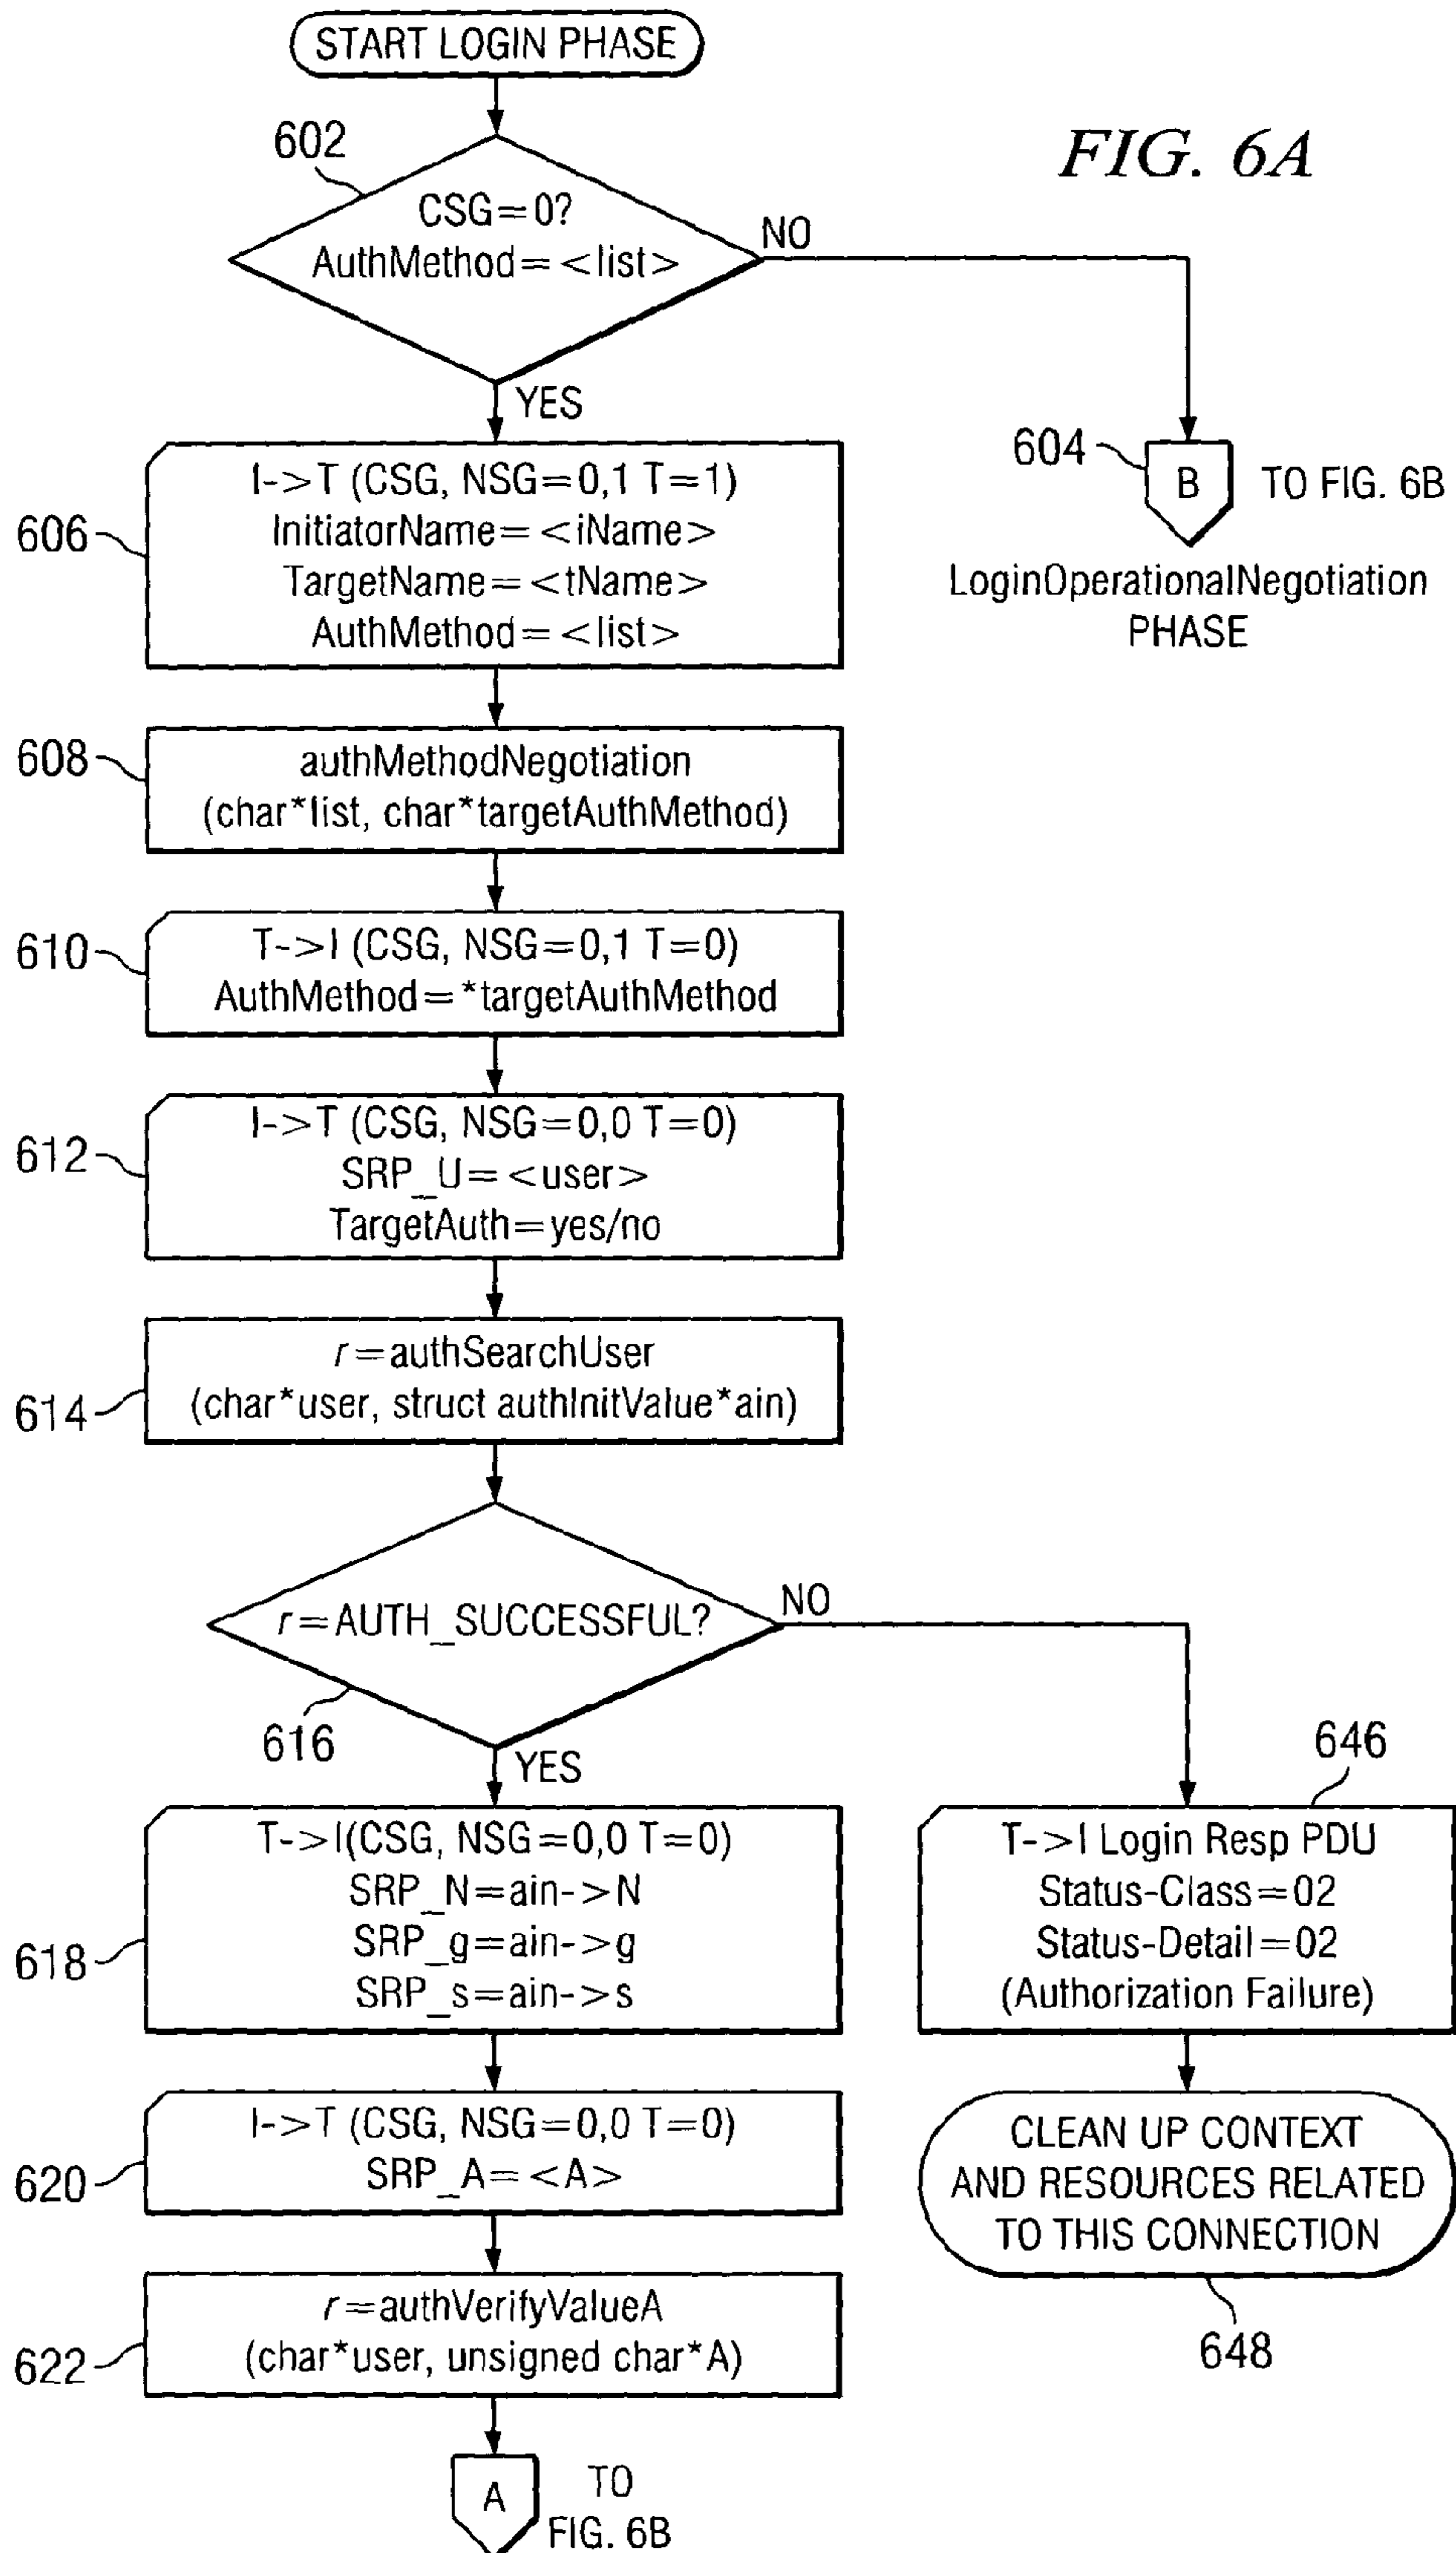 START LOGIN PHASE
FIG. 6A
602
CSG=0?
AuthMethod=<list>
NO
YES
604
B
TO FIG. 6B
LoginOperationalNegotiation
PHASE
606
I->T (CSG, NSG=0,1 T=1)
InitiatorName=<iName>
TargetName=<tName>
AuthMethod=<list>
608
authMethodNegotiation
(char*list, char*targetAuthMethod)
610
T->I (CSG, NSG=0,1 T=0)
AuthMethod=*targetAuthMethod
612
I->T (CSG, NSG=0,0 T=0)
SRP_U=<user>
TargetAuth=yes/no
614
r=authSearchUser
(char*user, struct authInitValue*ain)
r=AUTH_SUCCESSFUL?
NO
616
YES
618
T->I(CSG, NSG=0,0 T=0)
SRP_N=ain->N
SRP_g=ain->g
SRP_s=ain->s
646
T->I Login Resp PDU
Status-Class=02
Status-Detail=02
(Authorization Failure)
620
I->T (CSG, NSG=0,0 T=0)
SRP_A=<A>
CLEAN UP CONTEXT
AND RESOURCES RELATED
TO THIS CONNECTION
648
622
r=authVerifyValueA
(char*user, unsigned char*A)
A
TO
FIG. 6B